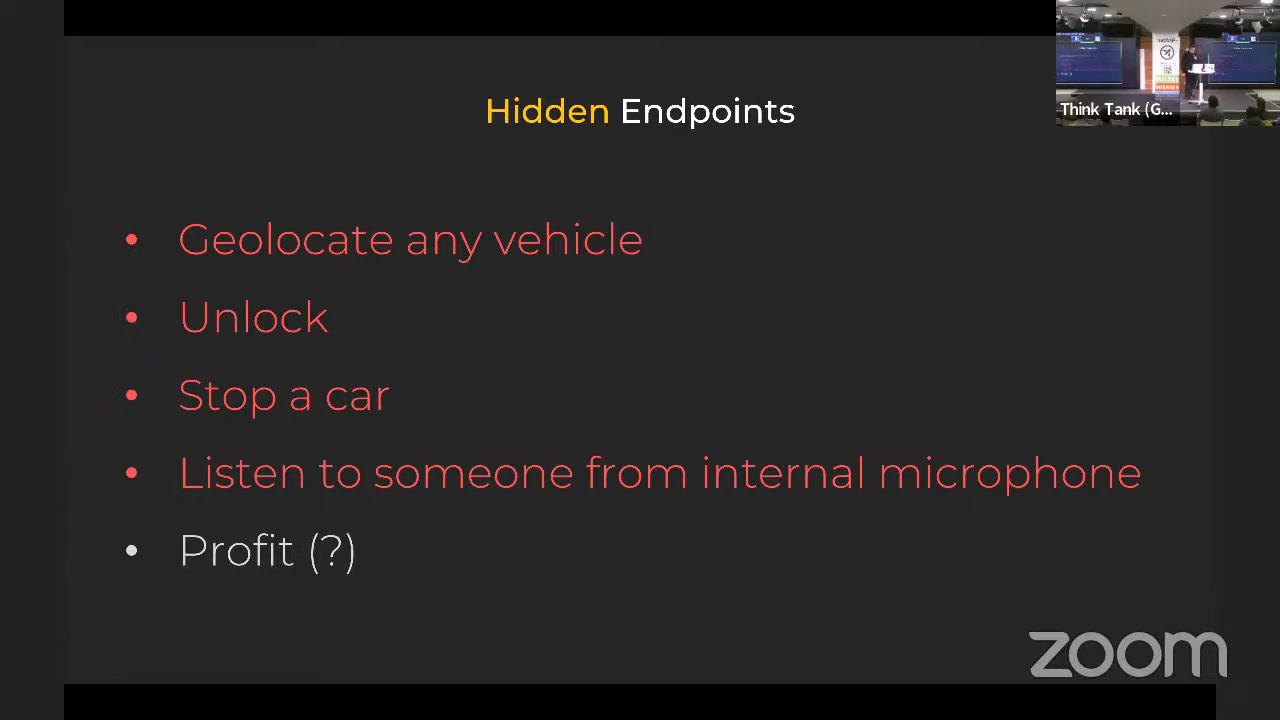 Hidden Endpoints
Think Tank (G...
• Geolocate any vehicle
• Unlock
• Stop a car
• Listen to someone from internal microphone
• Profit (?)
zoom